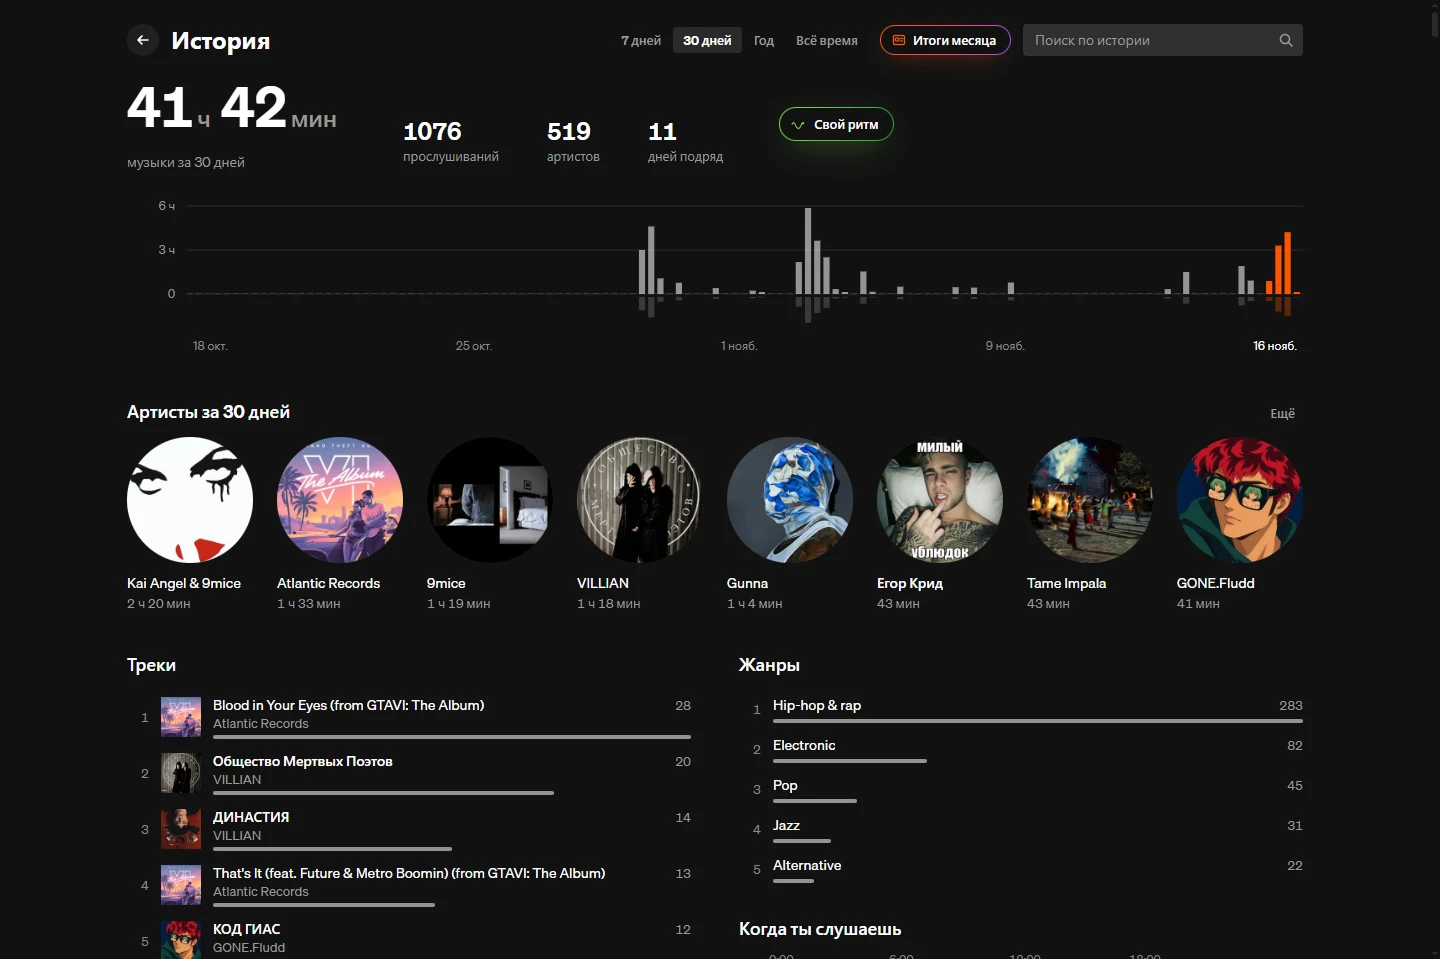 История
7 дней
30 дней
Год
Всё время
Итоги месяца
Поиск по истории
41 ч 42 мин
музыки за 30 дней
1076
прослушиваний
519
артистов
11
дней подряд
Свой ритм
6 ч
3 ч
0
18 окт.
25 окт.
1 нояб.
9 нояб.
16 нояб.
Артисты за 30 дней
Ещё
VI
The Album
ОБЩЕСТВО
МИЛЫЙ
УБЛЮДОК
Kai Angel & 9mice
2 ч 20 мин
Atlantic Records
1 ч 33 мин
9mice
1 ч 19 мин
VILLIAN
1 ч 18 мин
Gunna
1 ч 4 мин
Егор Крид
43 мин
Tame Impala
43 мин
GONE.Fludd
41 мин
Треки
1
Blood in Your Eyes (from GTAVI: The Album)
28
Atlantic Records
2
Общество Мертвых Поэтов
20
VILLIAN
3
ДИНАСТИЯ
14
VILLIAN
4
That's It (feat. Future & Metro Boomin) (from GTAVI: The Album)
13
Atlantic Records
5
КОД ГИАС
12
GONE.Fludd
Жанры
1
Hip-hop & rap
283
2
Electronic
82
3
Pop
45
4
Jazz
31
5
Alternative
22
Когда ты слушаешь